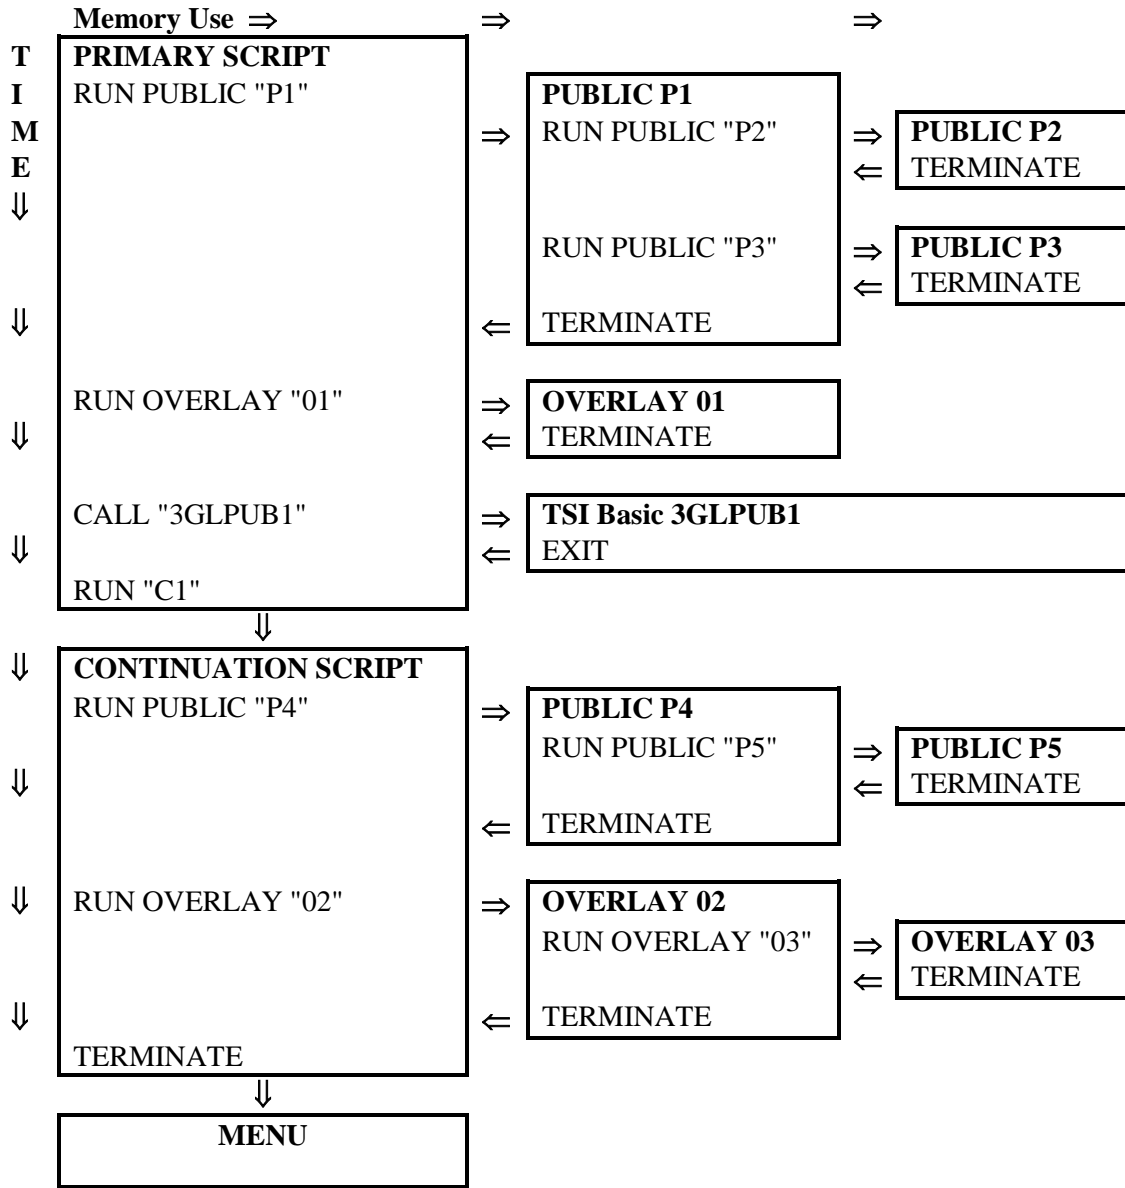 Memory Use ⇒ ⇒ ⇒
T PRIMARY SCRIPT
I RUN PUBLIC "P1" PUBLIC P1
M ⇒ RUN PUBLIC "P2" ⇒ PUBLIC P2
E ⇐ TERMINATE
⇓
RUN PUBLIC "P3" ⇒ PUBLIC P3
⇐ TERMINATE
⇓ ⇐ TERMINATE
RUN OVERLAY "01" ⇒ OVERLAY 01
⇓ ⇐ TERMINATE
CALL "3GLPUB1" ⇒ TSI Basic 3GLPUB1
⇓ ⇐ EXIT
RUN "C1"
⇓
⇓ CONTINUATION SCRIPT
RUN PUBLIC "P4" ⇒ PUBLIC P4
RUN PUBLIC "P5" ⇒ PUBLIC P5
⇓ ⇐ TERMINATE
⇐ TERMINATE
⇓ RUN OVERLAY "02" ⇒ OVERLAY 02
RUN OVERLAY "03" ⇒ OVERLAY 03
⇐ TERMINATE
⇓ ⇐ TERMINATE
TERMINATE
⇓
MENU